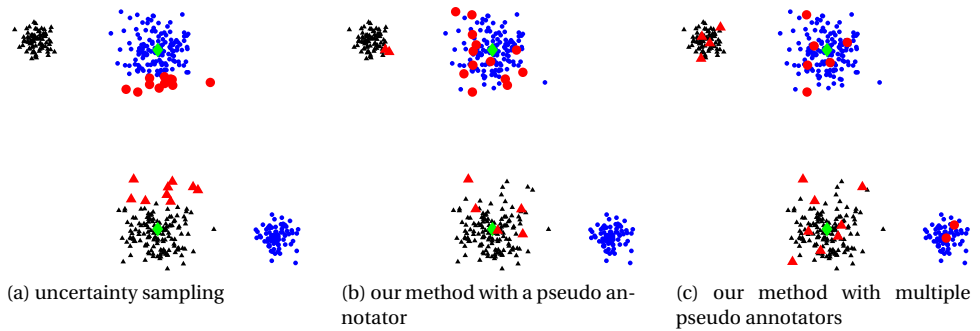 (a) uncertainty sampling
(b) our method with a pseudo an-
notator
(c) our method with multiple
pseudo annotators